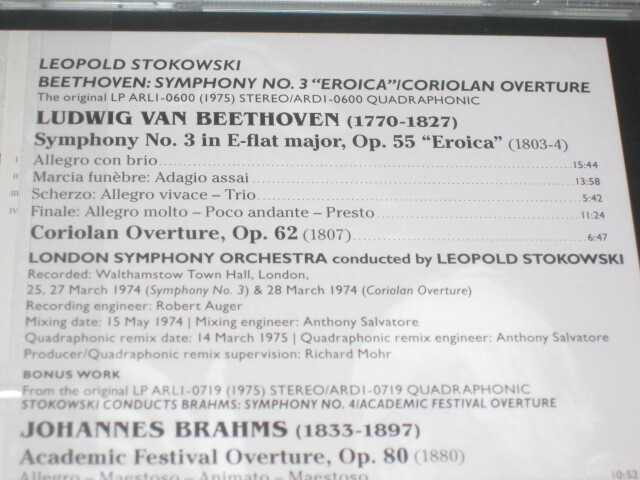 LEOPOLD STOKOWSKI
BEETHOVEN: SYMPHONY NO. 3 "EROICA"/CORIOLAN OVERTURE
The original LP ARL1-0600 (1975) STEREO/ARD1-0600 QUADRAPHONIC
LUDWIG VAN BEETHOVEN (1770-1827)
Symphony No. 3 in E-flat major, Op. 55 "Eroica" (1803-4)
I Allegro con brio 15:44
II Marcia funèbre: Adagio assai 13:58
III Scherzo: Allegro vivace – Trio 5:42
IV Finale: Allegro molto – Poco andante – Presto 11:24
Coriolan Overture, Op. 62 (1807) 6:47
LONDON SYMPHONY ORCHESTRA conducted by LEOPOLD STOKOWSKI
Recorded: Walthamstow Town Hall, London,
25, 27 March 1974 (Symphony No. 3) & 28 March 1974 (Coriolan Overture)
Recording engineer: Robert Auger
Mixing date: 15 May 1974 | Mixing engineer: Anthony Salvatore
Quadraphonic remix date: 14 March 1975 | Quadraphonic remix engineer: Anthony Salvatore
Producer/Quadraphonic remix supervision: Richard Mohr
BONUS WORK
From the original LP ARL1-0719 (1975) STEREO/ARD1-0719 QUADRAPHONIC
STOKOWSKI CONDUCTS BRAHMS: SYMPHONY NO. 4/ACADEMIC FESTIVAL OVERTURE
JOHANNES BRAHMS (1833-1897)
Academic Festival Overture, Op. 80 (1880)
Allegro – Maestoso – Animato – Maestoso 10:52